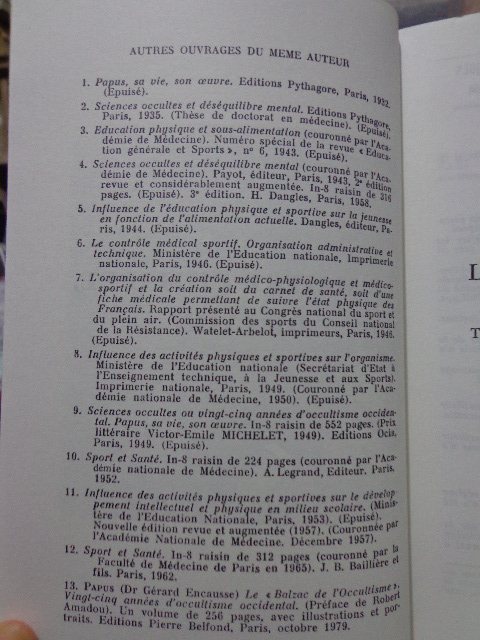 AUTRES OUVRAGES DU MEME AUTEUR
1. Papus, sa vie, son œuvre. Editions Pythagore, Paris, 1932.
(Epuisé).
2. Sciences occultes et déséquilibre mental. Editions Pythagore,
Paris, 1935. (Thèse de doctorat en médecine). (Epuisé).
3. Education physique et sous-alimentation (couronné par l'Aca-
démie de Médecine). Numéro spécial de la revue « Educa-
tion générale et Sports », n° 6, 1943. (Epuisé).
4. Sciences occultes et déséquilibre mental (couronné par l'Aca-
démie de Médecine). Payot, éditeur, Paris, 1943, 2e édition
revue et considérablement augmentée. In-8 raisin de 316
pages. (Epuisé). 3e édition. H. Dangles, Paris, 1958.
5. Influence de l'éducation physique et sportive sur la jeunesse
en fonction de l'alimentation actuelle. Dangles, éditeur, Pa-
ris, 1944. (Epuisé).
6. Le contrôle médical sportif. Organisation administrative et
technique. Ministère de l'Education nationale, Imprimerie
nationale, Paris, 1946. (Epuisé).
7. L'organisation du contrôle médico-physiologique et médico-
sportif et la création soit du carnet de santé, soit d'une
fiche médicale permettant de suivre l'état physique des
Français. Rapport présenté au Congrès national du sport et
du plein air. (Commission des sports du Conseil national
de la Résistance). Watelet-Arbelot, imprimeurs, Paris, 1946.
(Epuisé).
8. Influence des activités physiques et sportives sur l'organisme.
Ministère de l'Education nationale (Secrétariat d'Etat à
l'Enseignement technique, à la Jeunesse et aux Sports).
Imprimerie nationale, Paris, 1949. (Couronné par l'Aca-
démie nationale de Médecine, 1950). (Epuisé).
9. Sciences occultes ou vingt-cinq années d'occultisme occiden-
tal. Papus, sa vie, son œuvre. In-8 raisin de 552 pages. (Prix
littéraire Victor-Emile MICHELET, 1949). Editions Ocia,
Paris, 1949. (Epuisé).
10. Sport et Santé. In-8 raisin de 224 pages (couronné par l'Aca-
démie nationale de Médecine). A. Legrand, Editeur. Paris,
1952.
11. Influence des activités physiques et sportives sur le dévelop-
pement intellectuel et physique en milieu scolaire. (Minis-
tère de l'Education Nationale, Paris, 1953). (Epuisé).
Nouvelle édition revue et augmentée (1957). (Couronnée par
l'Académie Nationale de Médecine. Décembre 1957).
12. Sport et Santé. In-8 raisin de 312 pages (couronné par la
Faculté de Médecine de Paris en 1965). J. B. Baillière et
fils. Paris, 1962.
13. PAPUS (Dr Gérard Encausse) Le « Balzac de l'Occultisme ».
Vingt-cinq années d'occultisme occidental. (Préface de Robert
Amadou). Un volume de 256 pages, avec illustrations et por-
traits. Editions Pierre Belfond, Paris, octobre 1979.
L
T